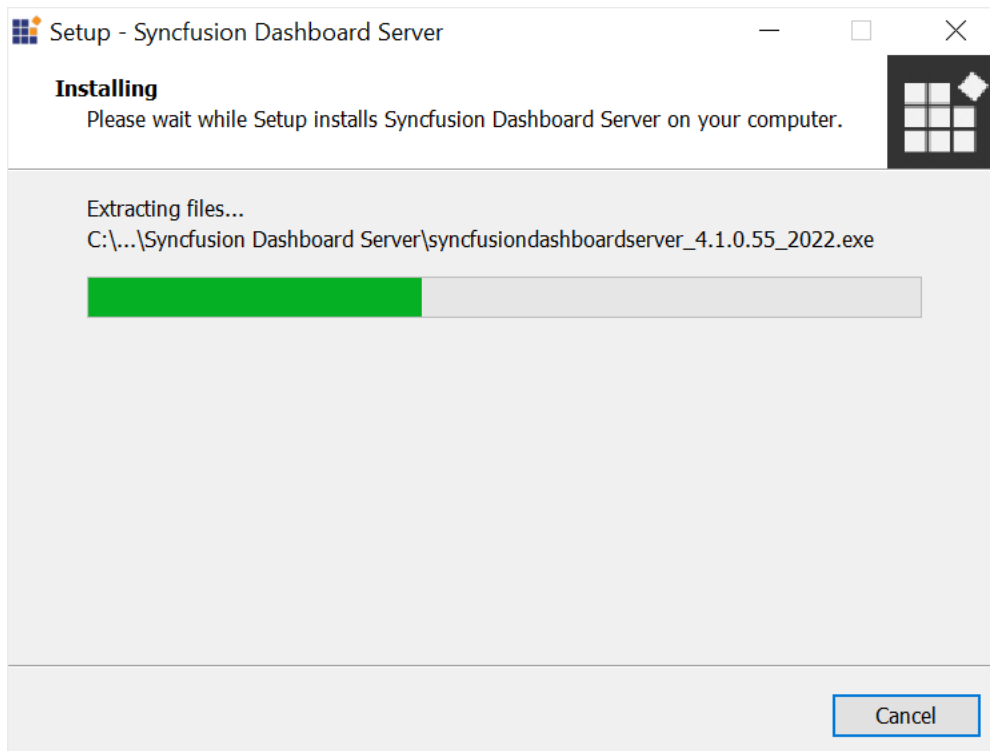 Setup - Syncfusion Dashboard Server
Installing
Please wait while Setup installs Syncfusion Dashboard Server on your computer.
Extracting files...
C:\...\Syncfusion Dashboard Server\syncfusiondashboardserver_4.1.0.55_2022.exe
Cancel